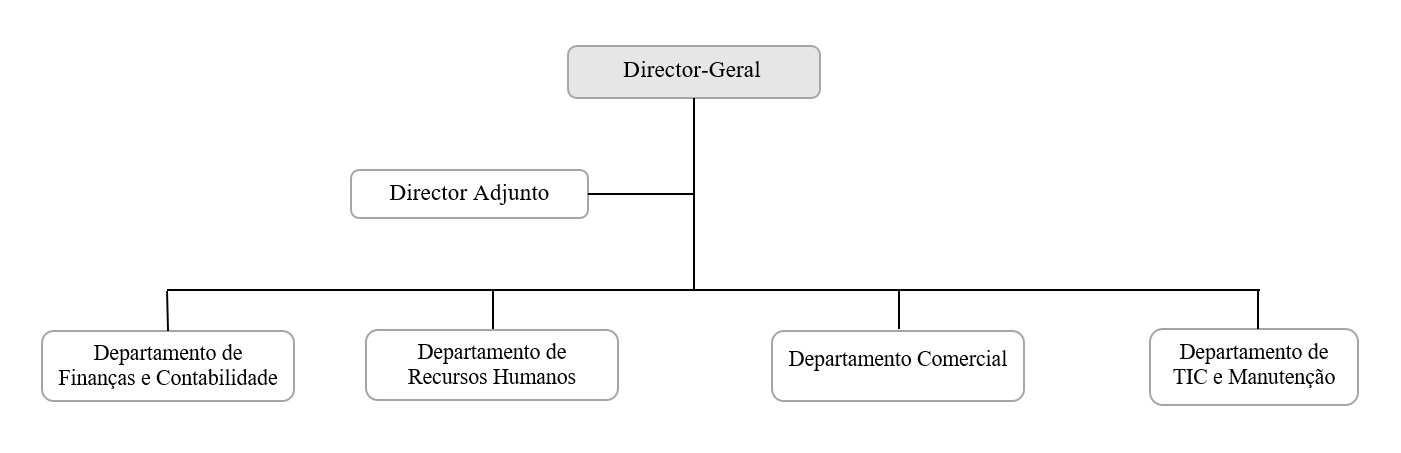 Director-Geral
Director Adjunto
Departamento de
Finanças e Contabilidade
Departamento de
Recursos Humanos
Departamento Comercial
Departamento de
TIC e Manutenção